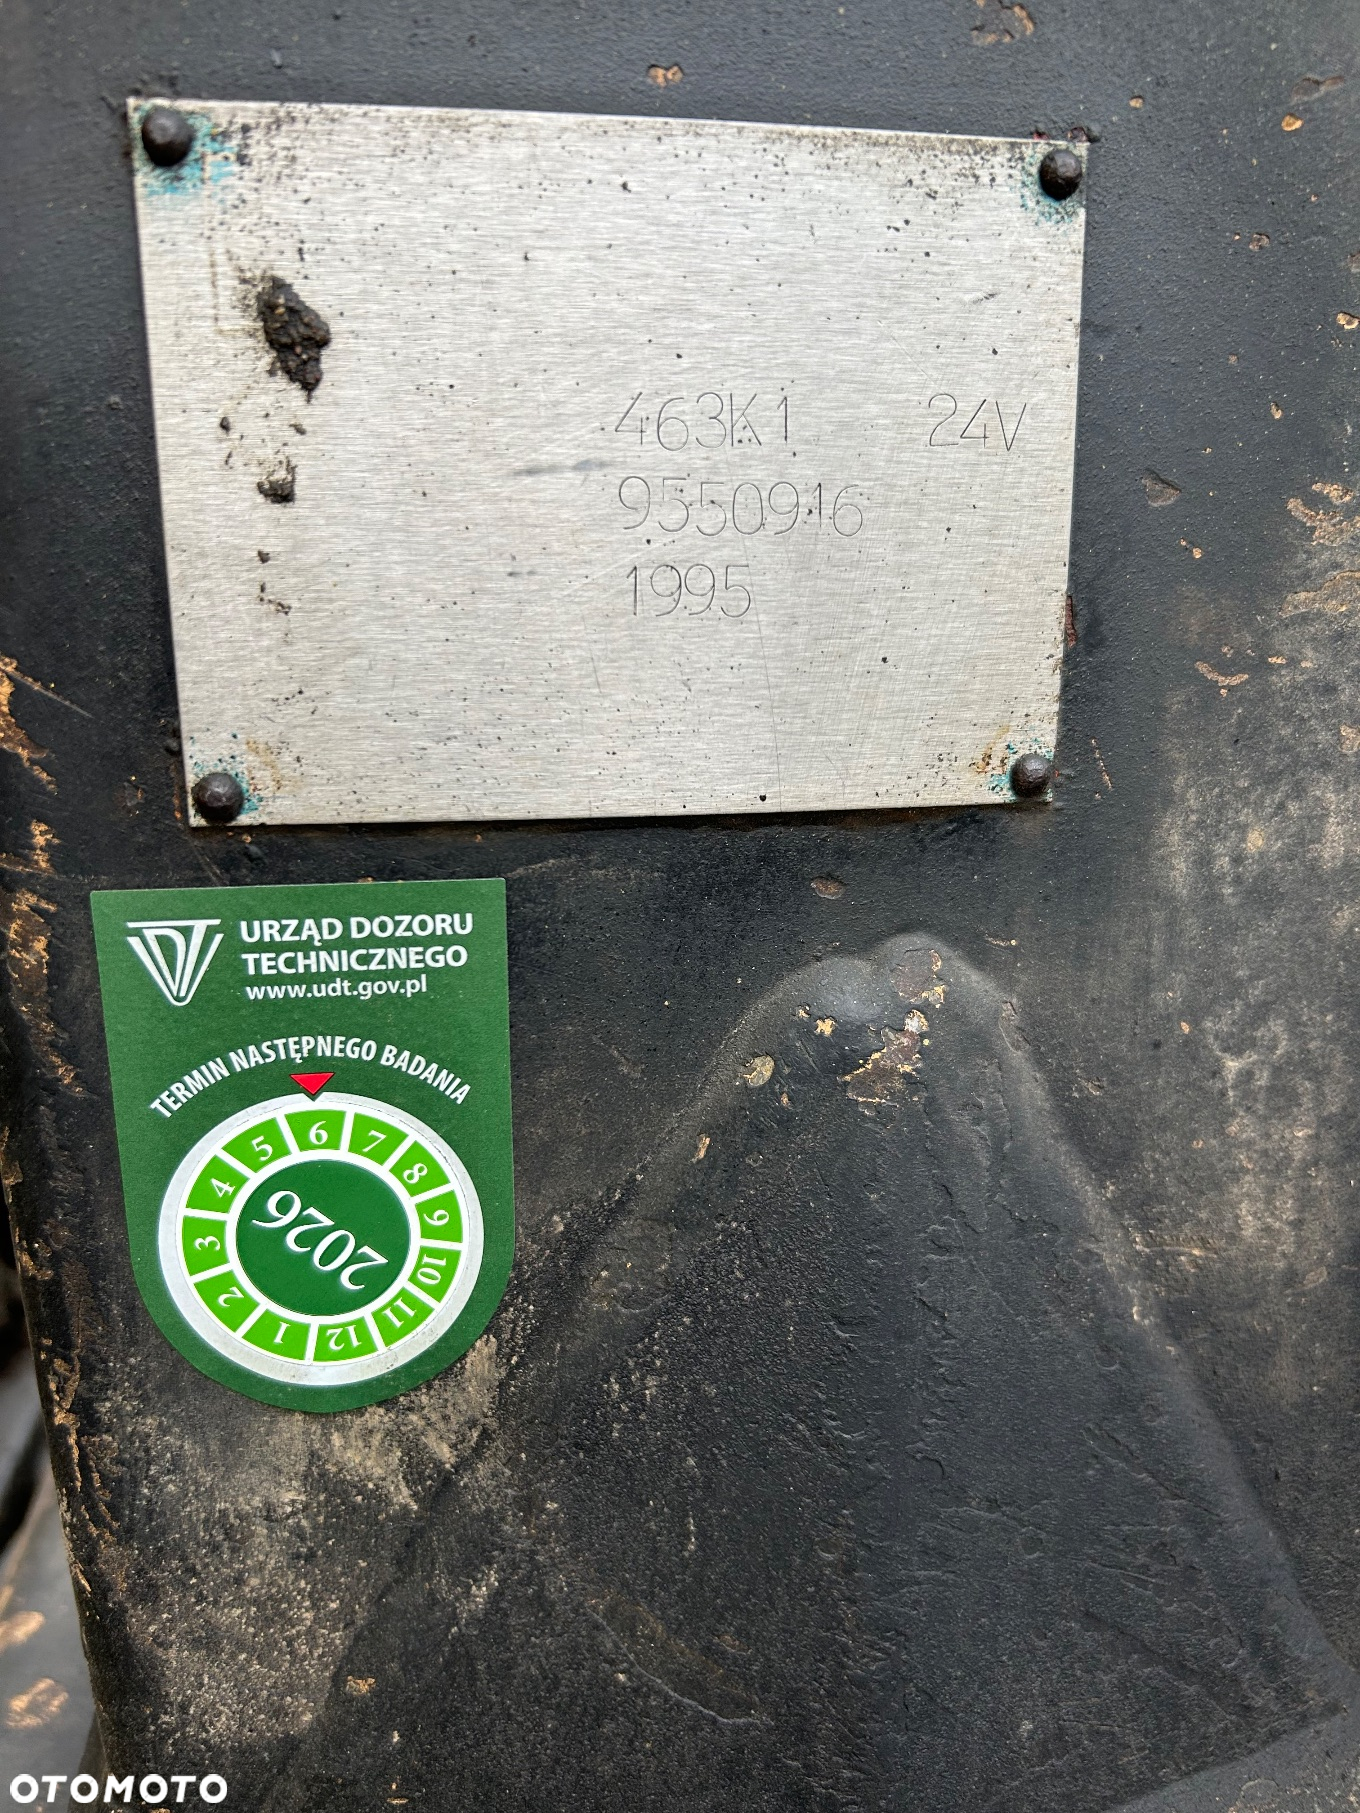 463K1 24V
9550916
1995
URZĄD DOZORU
TECHNICZNEGO
www.udt.gov.pl
TERMIN NASTĘPNEGO BADANIA
1 2 3 4 5 6 7 8 9 10 11 12
2026
OTOMOTO